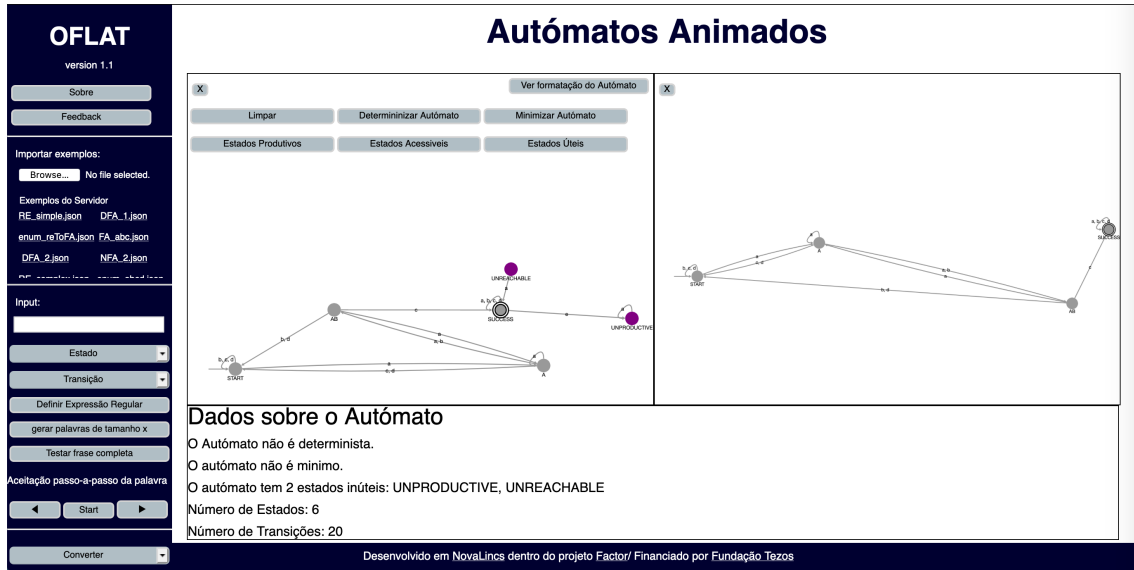 OFLAT
version 1.1
Sobre
Feedback
Importar exemplos:
Browse... No file selected.
Exemplos do Servidor
RE_simple.json DFA_1.json
enum_reToFA.json FA_abc.json
DFA_2.json NFA_2.json
Input:
Estado
Transição
Definir Expressão Regular
gerar palavras de tamanho x
Testar frase completa
Aceitação passo-a-passo da palavra
Start
Converter
Autómatos Animados
X
Ver formatação do Autómato
Limpar Determininizar Autómato Minimizar Autómato
Estados Produtivos Estados Acessiveis Estados Úteis
UNREACHABLE
a
a, b, c, d
SUCCESS
a
UNPRODUCTIVE
a
c
AB
b, d
a
a, b
b, c, d
START
a
c, d
a
A
X
a, b, c, d
SUCCESS
a
A
b, c, d
START
a
a, b
a
b, d
c
AB
Dados sobre o Autómato
O Autómato não é determinista.
O autómato não é minimo.
O autómato tem 2 estados inúteis: UNPRODUCTIVE, UNREACHABLE
Número de Estados: 6
Número de Transições: 20
Desenvolvido em NovaLincs dentro do projeto Factor/ Financiado por Fundação Tezos